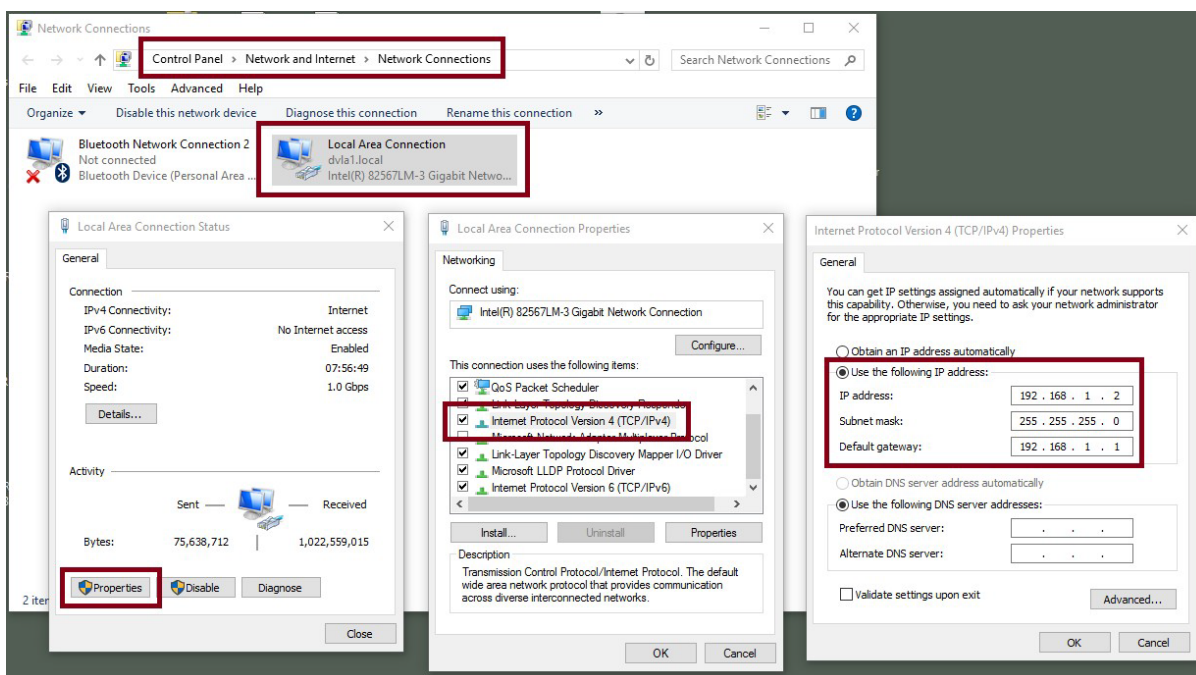 Network Connections
Control Panel > Network and Internet > Network Connections
Search Network Connections
File Edit View Tools Advanced Help
Organize Disable this network device Diagnose this connection Rename this connection »
Bluetooth Network Connection 2
Not connected
Bluetooth Device (Personal Area ...
Local Area Connection
dvla1.local
Intel(R) 82567LM-3 Gigabit Netwo...
2 iter
Local Area Connection Status
General
Connection
IPv4 Connectivity: Internet
IPv6 Connectivity: No Internet access
Media State: Enabled
Duration: 07:56:49
Speed: 1.0 Gbps
Details...
Activity
Sent — — Received
Bytes: 75,638,712 | 1,022,559,015
Properties Disable Diagnose
Close
Local Area Connection Properties
Networking
Connect using:
Intel(R) 82567LM-3 Gigabit Network Connection
Configure...
This connection uses the following items:
QoS Packet Scheduler
Link-Layer Topology Discovery Responder
Internet Protocol Version 4 (TCP/IPv4)
Microsoft Network Adapter Multiplexor Protocol
Link-Layer Topology Discovery Mapper I/O Driver
Microsoft LLDP Protocol Driver
Internet Protocol Version 6 (TCP/IPv6)
Install... Uninstall Properties
Description
Transmission Control Protocol/Internet Protocol. The default
wide area network protocol that provides communication
across diverse interconnected networks.
OK Cancel
Internet Protocol Version 4 (TCP/IPv4) Properties
General
You can get IP settings assigned automatically if your network supports
this capability. Otherwise, you need to ask your network administrator
for the appropriate IP settings.
Obtain an IP address automatically
Use the following IP address:
IP address: 192 . 168 . 1 . 2
Subnet mask: 255 . 255 . 255 . 0
Default gateway: 192 . 168 . 1 . 1
Obtain DNS server address automatically
Use the following DNS server addresses:
Preferred DNS server: . . .
Alternate DNS server: . . .
Validate settings upon exit
Advanced...
OK Cancel